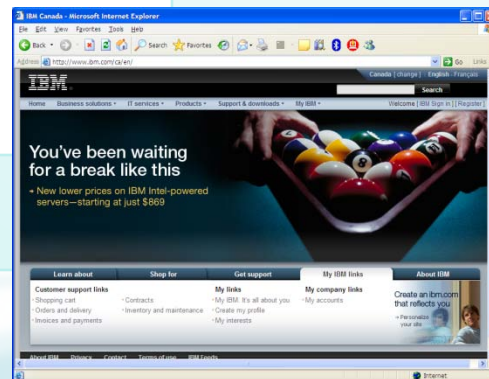 IBM Canada - Microsoft Internet Explorer
File Edit View Favorites Tools Help
Back Search Favorites
Address http://www.ibm.com/ca/en/ Go Links
Canada [ change ] English - Français
IBM
Search
Home Business solutions IT services Products Support & downloads My IBM Welcome [ IBM Sign in ] [ Register ]
You've been waiting
for a break like this
New lower prices on IBM Intel-powered
servers—starting at just $869
Learn about Shop for Get support My IBM links About IBM
Customer support links My links My company links
Shopping cart Contracts My IBM. It's all about you My accounts
Orders and delivery Inventory and maintenance Create my profile
Invoices and payments My interests
Create an ibm.com
that reflects you
Personalize
your site
About IBM Privacy Contact Terms of use IBM Feeds
Internet